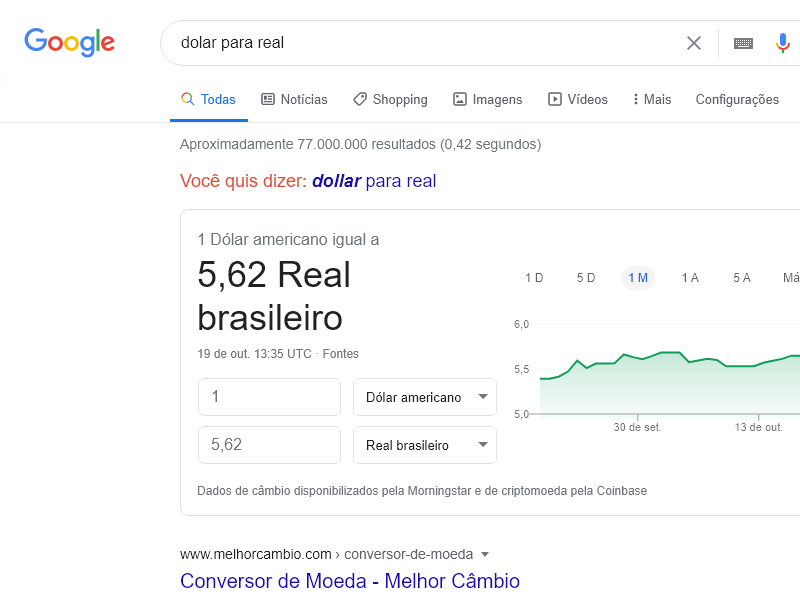 Google
dolar para real
Todas Notícias Shopping Imagens Vídeos Mais Configurações
Aproximadamente 77.000.000 resultados (0,42 segundos)
Você quis dizer: dollar para real
1 Dólar americano igual a
5,62 Real
brasileiro
19 de out. 13:35 UTC · Fontes
1 Dólar americano
5,62 Real brasileiro
1 D 5 D 1 M 1 A 5 A Má
6,0
5,5
5,0
30 de set. 13 de out.
Dados de câmbio disponibilizados pela Morningstar e de criptomoeda pela Coinbase
www.melhorcambio.com › conversor-de-moeda
Conversor de Moeda - Melhor Câmbio